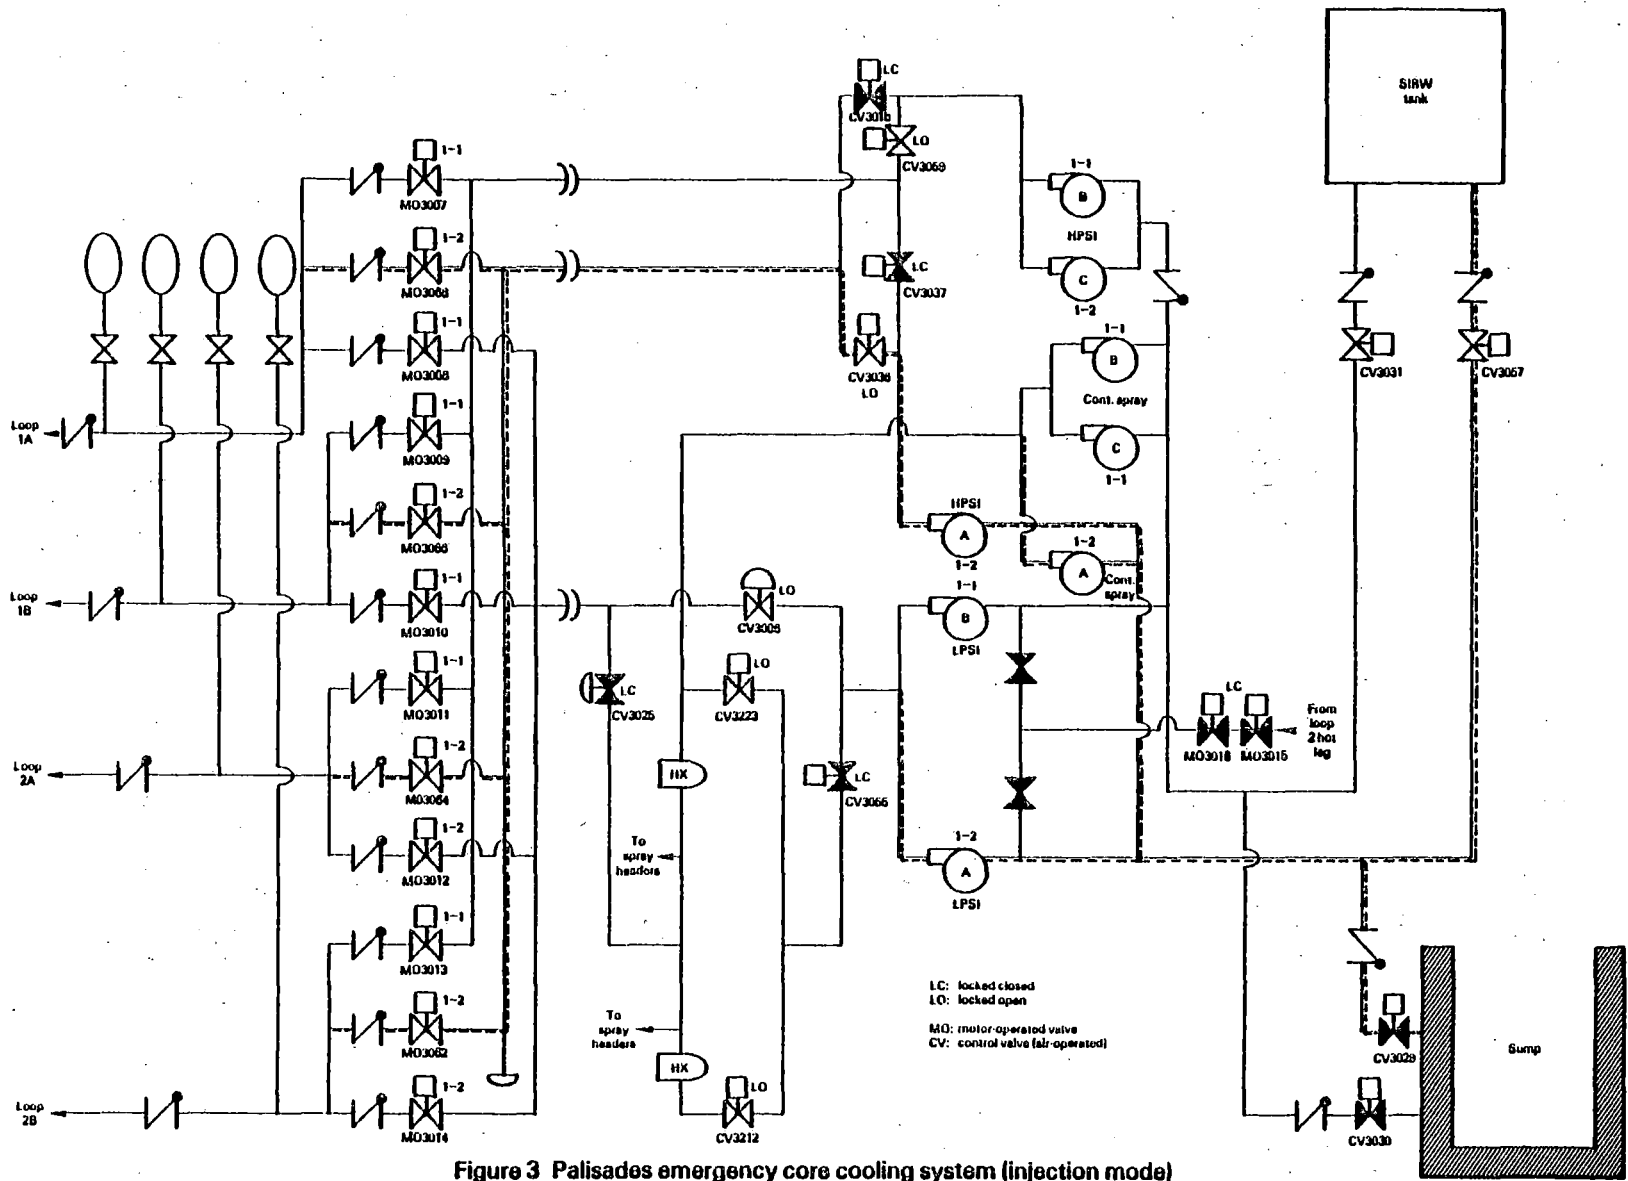 SIRW
tank
LC
LO
CV3059
1-1
MO3007
1-2
MO3068
1-1
MO3008
LC
CV3037
CV3036
LO
1-1
B
HPSI
C
1-2
1-1
B
Cont. spray
C
1-1
CV3031
CV3057
Loop
1A
1-1
MO3009
1-2
MO3066
HPSI
A
1-2
1-2
A
Cont.
spray
Loop
1B
1-1
MO3010
LO
CV3006
1-1
B
LPSI
1-1
MO3011
LC
CV3025
LO
CV3223
LC
MO3016
MO3015
From
loop
2 hot
leg
Loop
2A
1-2
MO3064
HX
LC
CV3055
1-2
MO3012
To
spray
headers
1-2
A
LPSI
1-1
MO3013
LC: locked closed
LO: locked open
MO: motor-operated valve
CV: control valve (air-operated)
1-2
MO3062
To
spray
headers
HX
CV3029
Sump
Loop
2B
1-2
MO3014
LO
CV3212
CV3030
Figure 3 Palisades emergency core cooling system (injection mode)